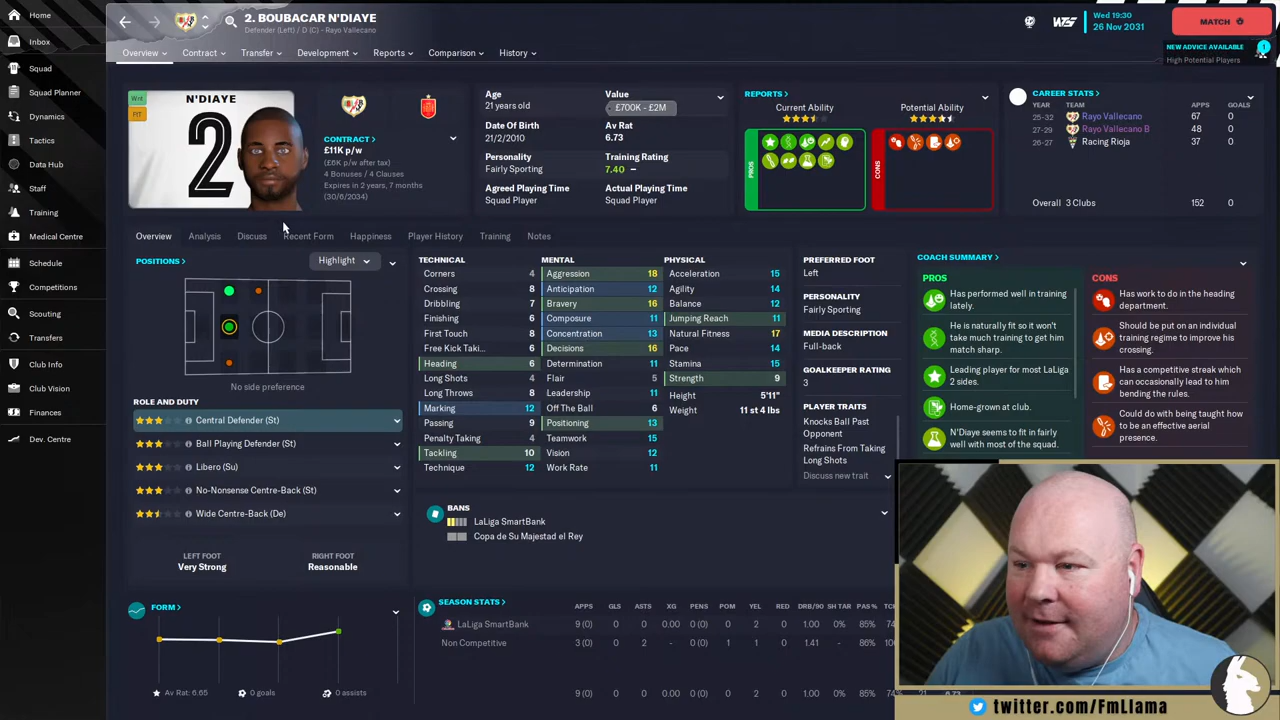 Home
Inbox
Squad
Squad Planner
Dynamics
Tactics
Data Hub
Staff
Training
Medical Centre
Schedule
Competitions
Scouting
Transfers
Club Info
Club Vision
Finances
Dev. Centre
2. BOUBACAR N'DIAYE
Defender (Left) / D (C) - Rayo Vallecano
Wed 19:30
26 Nov 2031
MATCH
NEW ADVICE AVAILABLE
High Potential Players
1
Overview Contract Transfer Development Reports Comparison History
Wnt
PIT
N'DIAYE
2
CONTRACT >
£11K p/w
(£6K p/w after tax)
4 Bonuses / 4 Clauses
Expires in 2 years, 7 months
(30/6/2034)
Age
21 years old
Date Of Birth
21/2/2010
Personality
Fairly Sporting
Agreed Playing Time
Squad Player
Value
£700K - £2M
Av Rat
6.73
Training Rating
7.40 –
Actual Playing Time
Squad Player
REPORTS >
Current Ability
Potential Ability
PROS
CONS
CAREER STATS >
YEAR TEAM APPS GOALS
25-32 Rayo Vallecano 67 0
27-29 Rayo Vallecano B 48 0
26-27 Racing Rioja 37 0
Overall 3 Clubs 152 0
Overview Analysis Discuss Recent Form Happiness Player History Training Notes
POSITIONS >
Highlight
No side preference
ROLE AND DUTY
Central Defender (St)
Ball Playing Defender (St)
Libero (Su)
No-Nonsense Centre-Back (St)
Wide Centre-Back (De)
LEFT FOOT
Very Strong
RIGHT FOOT
Reasonable
TECHNICAL
Corners 4
Crossing 8
Dribbling 7
Finishing 6
First Touch 8
Free Kick Taki... 6
Heading 6
Long Shots 4
Long Throws 8
Marking 12
Passing 9
Penalty Taking 4
Tackling 10
Technique 12
MENTAL
Aggression 18
Anticipation 12
Bravery 16
Composure 11
Concentration 13
Decisions 16
Determination 11
Flair 5
Leadership 11
Off The Ball 6
Positioning 13
Teamwork 15
Vision 12
Work Rate 11
PHYSICAL
Acceleration 15
Agility 14
Balance 12
Jumping Reach 11
Natural Fitness 17
Pace 14
Stamina 15
Strength 9
Height 5'11"
Weight 11 st 4 lbs
PREFERRED FOOT
Left
PERSONALITY
Fairly Sporting
MEDIA DESCRIPTION
Full-back
GOALKEEPER RATING
3
PLAYER TRAITS
Knocks Ball Past
Opponent
Refrains From Taking
Long Shots
Discuss new trait
COACH SUMMARY >
PROS
Has performed well in training
lately.
He is naturally fit so it won't
take much training to get him
match sharp.
Leading player for most LaLiga
2 sides.
Home-grown at club.
N'Diaye seems to fit in fairly
well with most of the squad.
CONS
Has work to do in the heading
department.
Should be put on an individual
training regime to improve his
crossing.
Has a competitive streak which
can occasionally lead to him
bending the rules.
Could do with being taught how
to be an effective aerial
presence.
BANS
LaLiga SmartBank
Copa de Su Majestad el Rey
FORM >
Av Rat: 6.65 0 goals 0 assists
SEASON STATS >
APPS GLS ASTS XG PENS POM YEL RED DRB/90 SH TAR PAS %
LaLiga SmartBank 9 (0) 0 0 0.00 0 (0) 0 2 0 1.00 0% 85%
Non Competitive 3 (0) 0 2 - 0 (0) 1 1 0 1.41 - 86%
9 (0) 0 0 0.00 0 (0) 0 2 0 1.00 0% 85% 74%
twitter.com/FmLlama